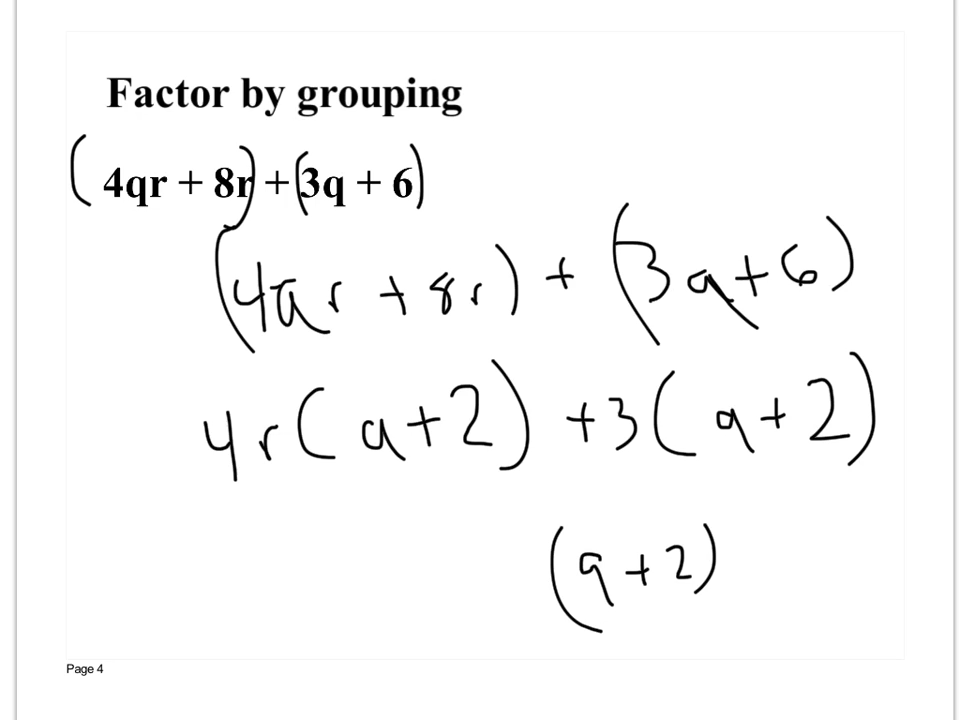 Factor by grouping
(4qr + 8r) + (3q + 6)
(4qr + 8r) + (3q + 6)
4r(q + 2) + 3(q + 2)
(q + 2)
Page 4